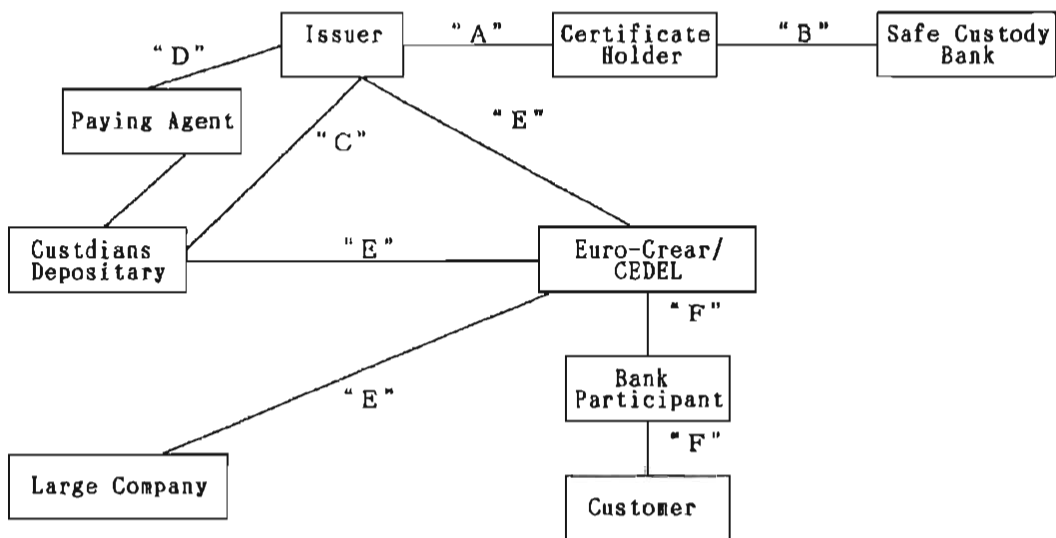 Issuer
“A”
Certificate
Holder
“B”
Safe Custody
Bank
“D”
Paying Agent
“C”
“E”
Custdians
Depositary
“E”
Euro-Crear/
CEDEL
“F”
Bank
Participant
“E”
“F”
Large Company
Customer